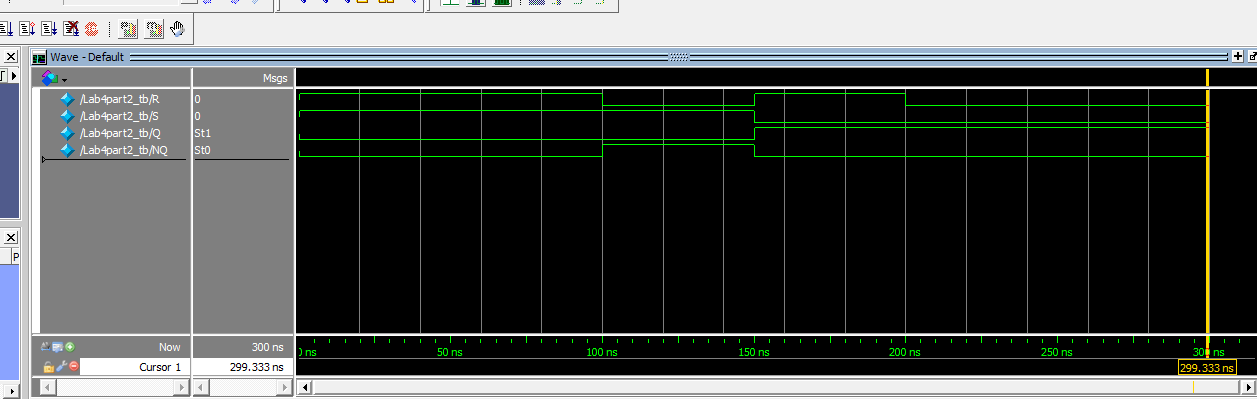 Wave - Default
Msgs
/Lab4part2_tb/R 0
/Lab4part2_tb/S 0
/Lab4part2_tb/Q St1
/Lab4part2_tb/NQ St0
Now 300 ns
ns 50 ns 100 ns 150 ns 200 ns 250 ns 300 ns
Cursor 1 299.333 ns
299.333 ns